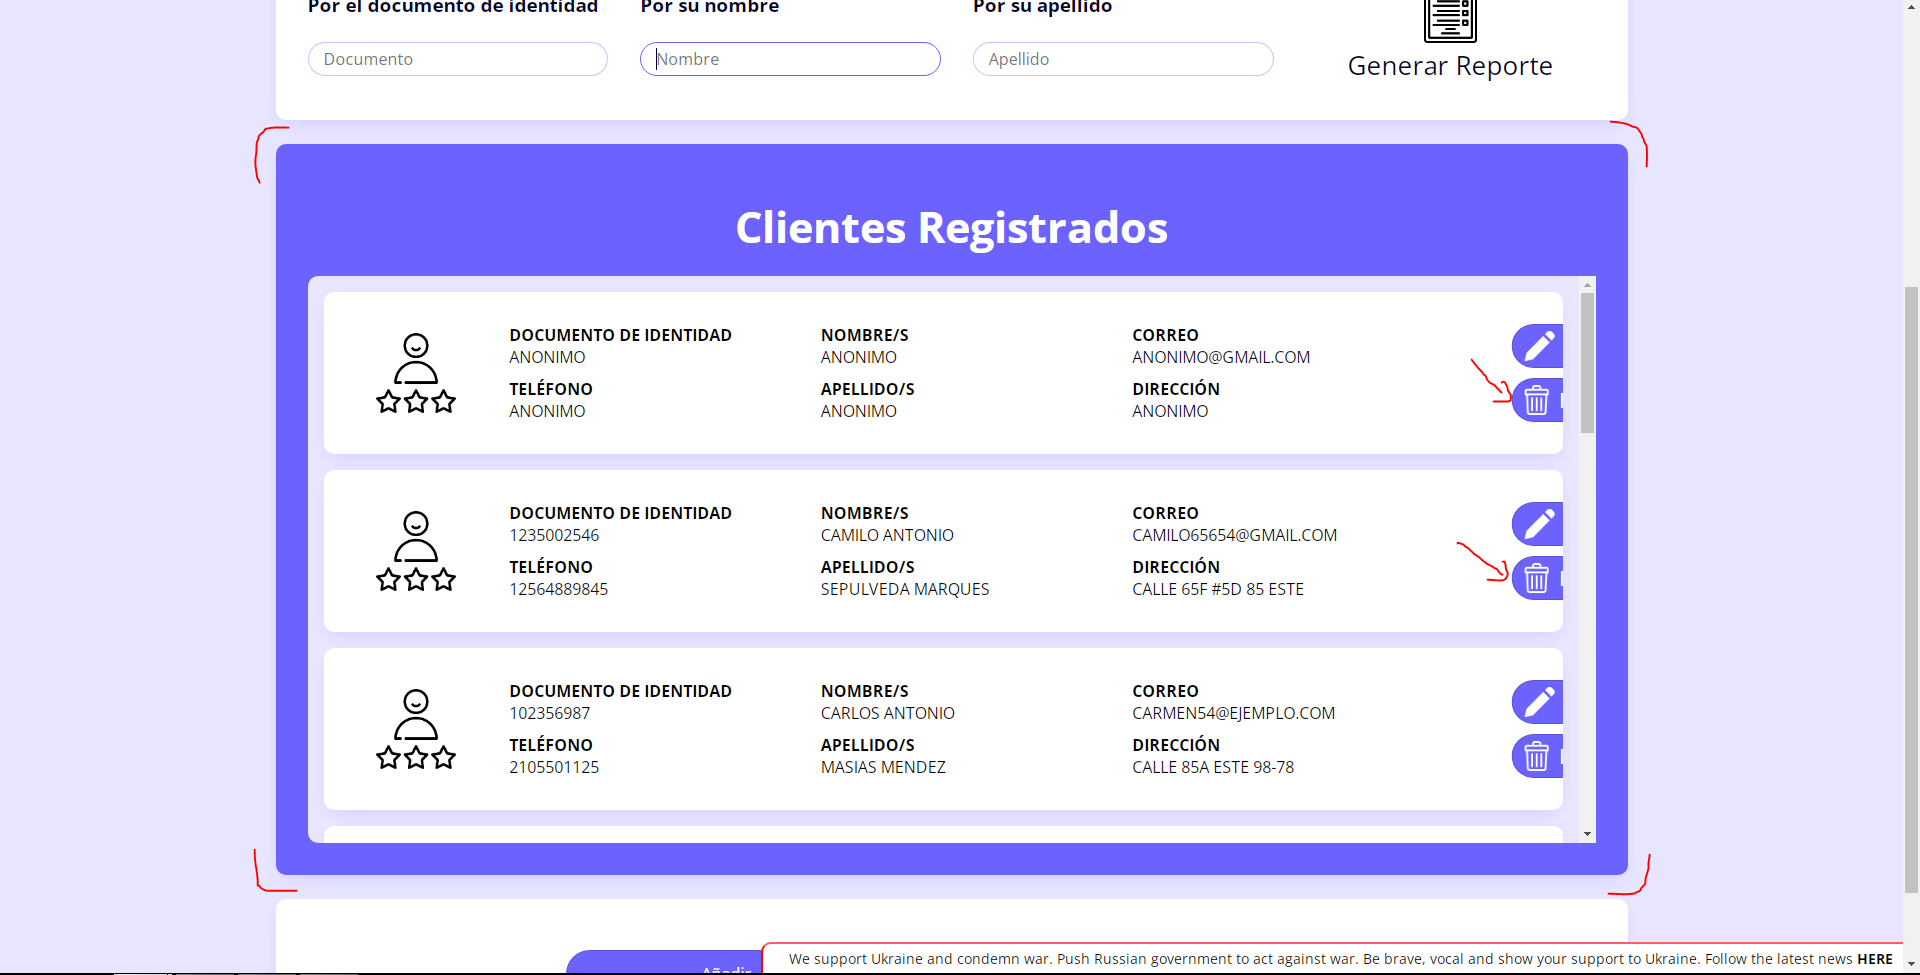 Por el documento de identidad Por su nombre Por su apellido
Documento Nombre Apellido
Generar Reporte
Clientes Registrados
DOCUMENTO DE IDENTIDAD NOMBRE/S CORREO
ANONIMO ANONIMO ANONIMO@GMAIL.COM
TELÉFONO APELLIDO/S DIRECCIÓN
ANONIMO ANONIMO ANONIMO
DOCUMENTO DE IDENTIDAD NOMBRE/S CORREO
1235002546 CAMILO ANTONIO CAMILO65654@GMAIL.COM
TELÉFONO APELLIDO/S DIRECCIÓN
12564889845 SEPULVEDA MARQUES CALLE 65F #5D 85 ESTE
DOCUMENTO DE IDENTIDAD NOMBRE/S CORREO
102356987 CARLOS ANTONIO CARMEN54@EJEMPLO.COM
TELÉFONO APELLIDO/S DIRECCIÓN
2105501125 MASIAS MENDEZ CALLE 85A ESTE 98-78
Añadir
We support Ukraine and condemn war. Push Russian government to act against war. Be brave, vocal and show your support to Ukraine. Follow the latest news HERE